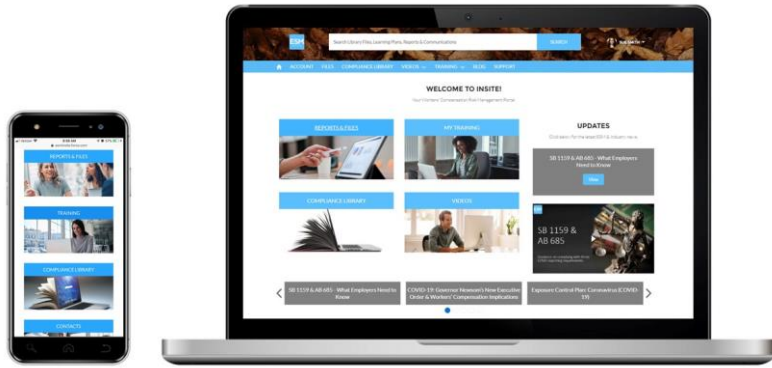 REPORTS & FILES
TRAINING
COMPLIANCE LIBRARY
CONTACTS
ESM
Search Library, Files, Learning Plans, Reports & Communications
SEARCH
ACCOUNT FILES COMPLIANCE LIBRARY VIDEOS TRAINING BLOG SUPPORT
WELCOME TO INSITE!
Your Workers' Compensation Risk Management Portal
REPORTS & FILES
MY TRAINING
COMPLIANCE LIBRARY
VIDEOS
UPDATES
SB 1159 & AB 685 - What Employers
Need to Know
View
ESM
SB 1159 &
AB 685
SB 1159 & AB 685 - What Employers Need to
Know
COVID-19: Governor Newsom's New Executive
Order & Workers' Compensation Implications
Exposure Control Plan: Coronavirus (COVID-
19)